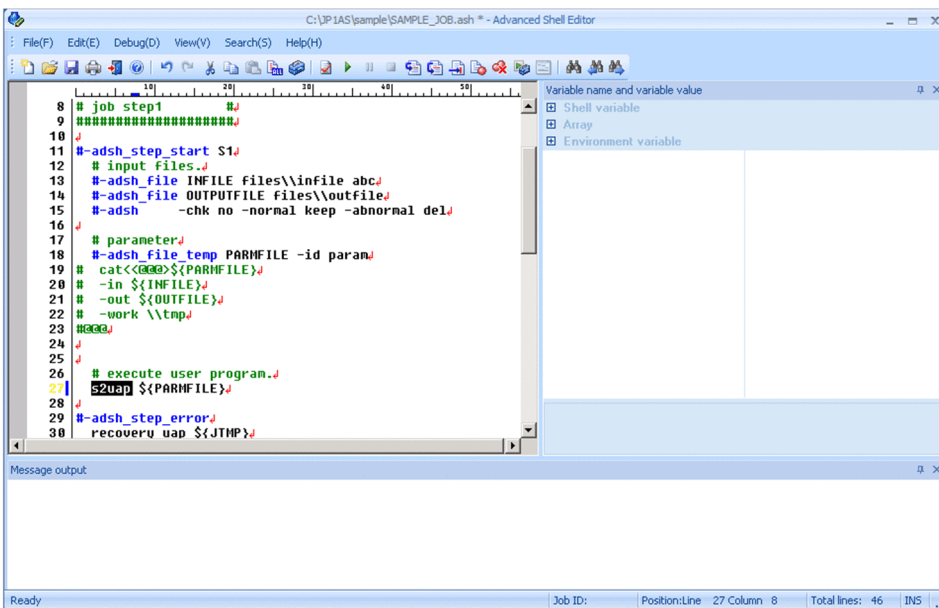 C:\JP1AS\sample\SAMPLE_JOB.ash * - Advanced Shell Editor
File(F) Edit(E) Debug(D) View(V) Search(S) Help(H)
10 20 30 40 50
8 # job step1 #
9 ####################
10
11 #-adsh_step_start S1
12 # input files.
13 #-adsh_file INFILE files\\infile abc
14 #-adsh_file OUTPUTFILE files\\outfile
15 #-adsh -chk no -normal keep -abnormal del
16
17 # parameter
18 #-adsh_file_temp PARMFILE -id param
19 # cat<<@@@>${PARMFILE}
20 # -in ${INFILE}
21 # -out ${OUTFILE}
22 # -work \\tmp
23 #@@@
24
25
26 # execute user program.
27 s2uap ${PARMFILE}
28
29 #-adsh_step_error
30 recovery uap ${JTMP}
Variable name and variable value
Shell variable
Array
Environment variable
Message output
Ready Job ID: Position:Line 27 Column 8 Total lines: 46 INS